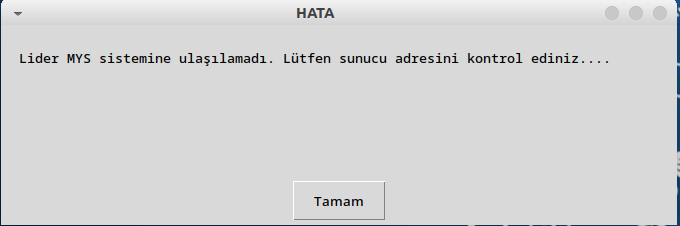 HATA
Lider MYS sistemine ulaşılamadı. Lütfen sunucu adresini kontrol ediniz....
Tamam